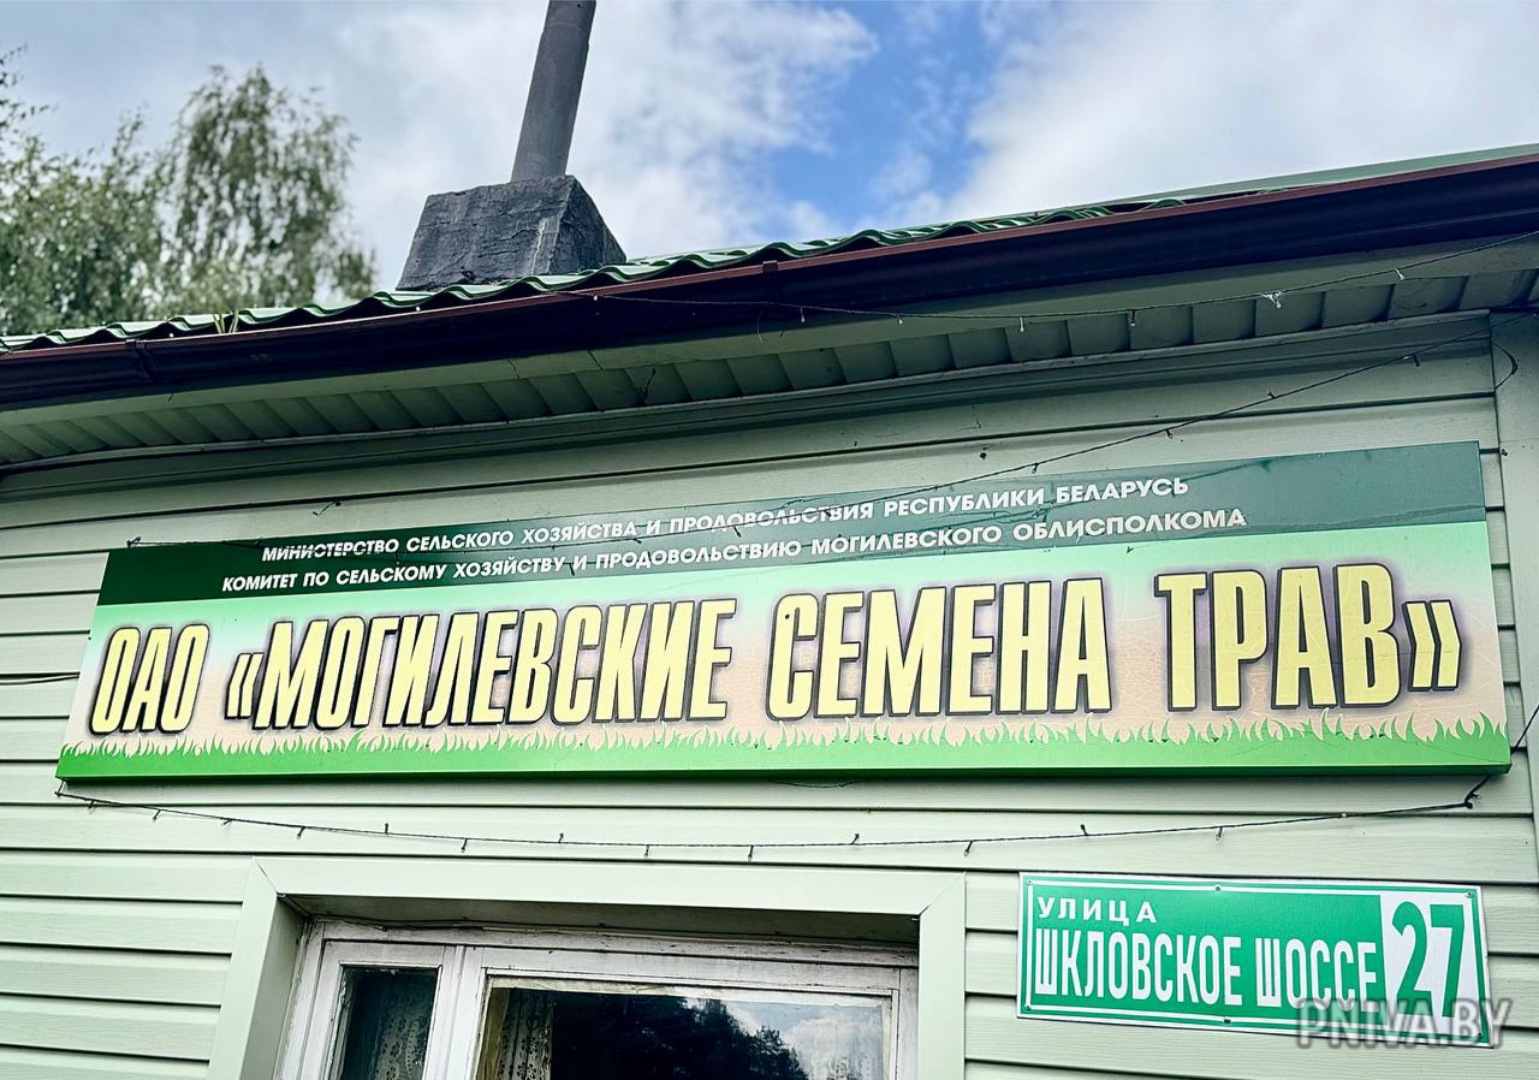 МИНИСТЕРСТВО СЕЛЬСКОГО ХОЗЯЙСТВА И ПРОДОВОЛЬСТВИЯ РЕСПУБЛИКИ БЕЛАРУСЬ
КОМИТЕТ ПО СЕЛЬСКОМУ ХОЗЯЙСТВУ И ПРОДОВОЛЬСТВИЮ МОГИЛЕВСКОГО ОБЛИСПОЛКОМА
ОАО «МОГИЛЕВСКИЕ СЕМЕНА ТРАВ»
УЛИЦА
ШКЛОВСКОЕ ШОССЕ 27
PNIVA.BY